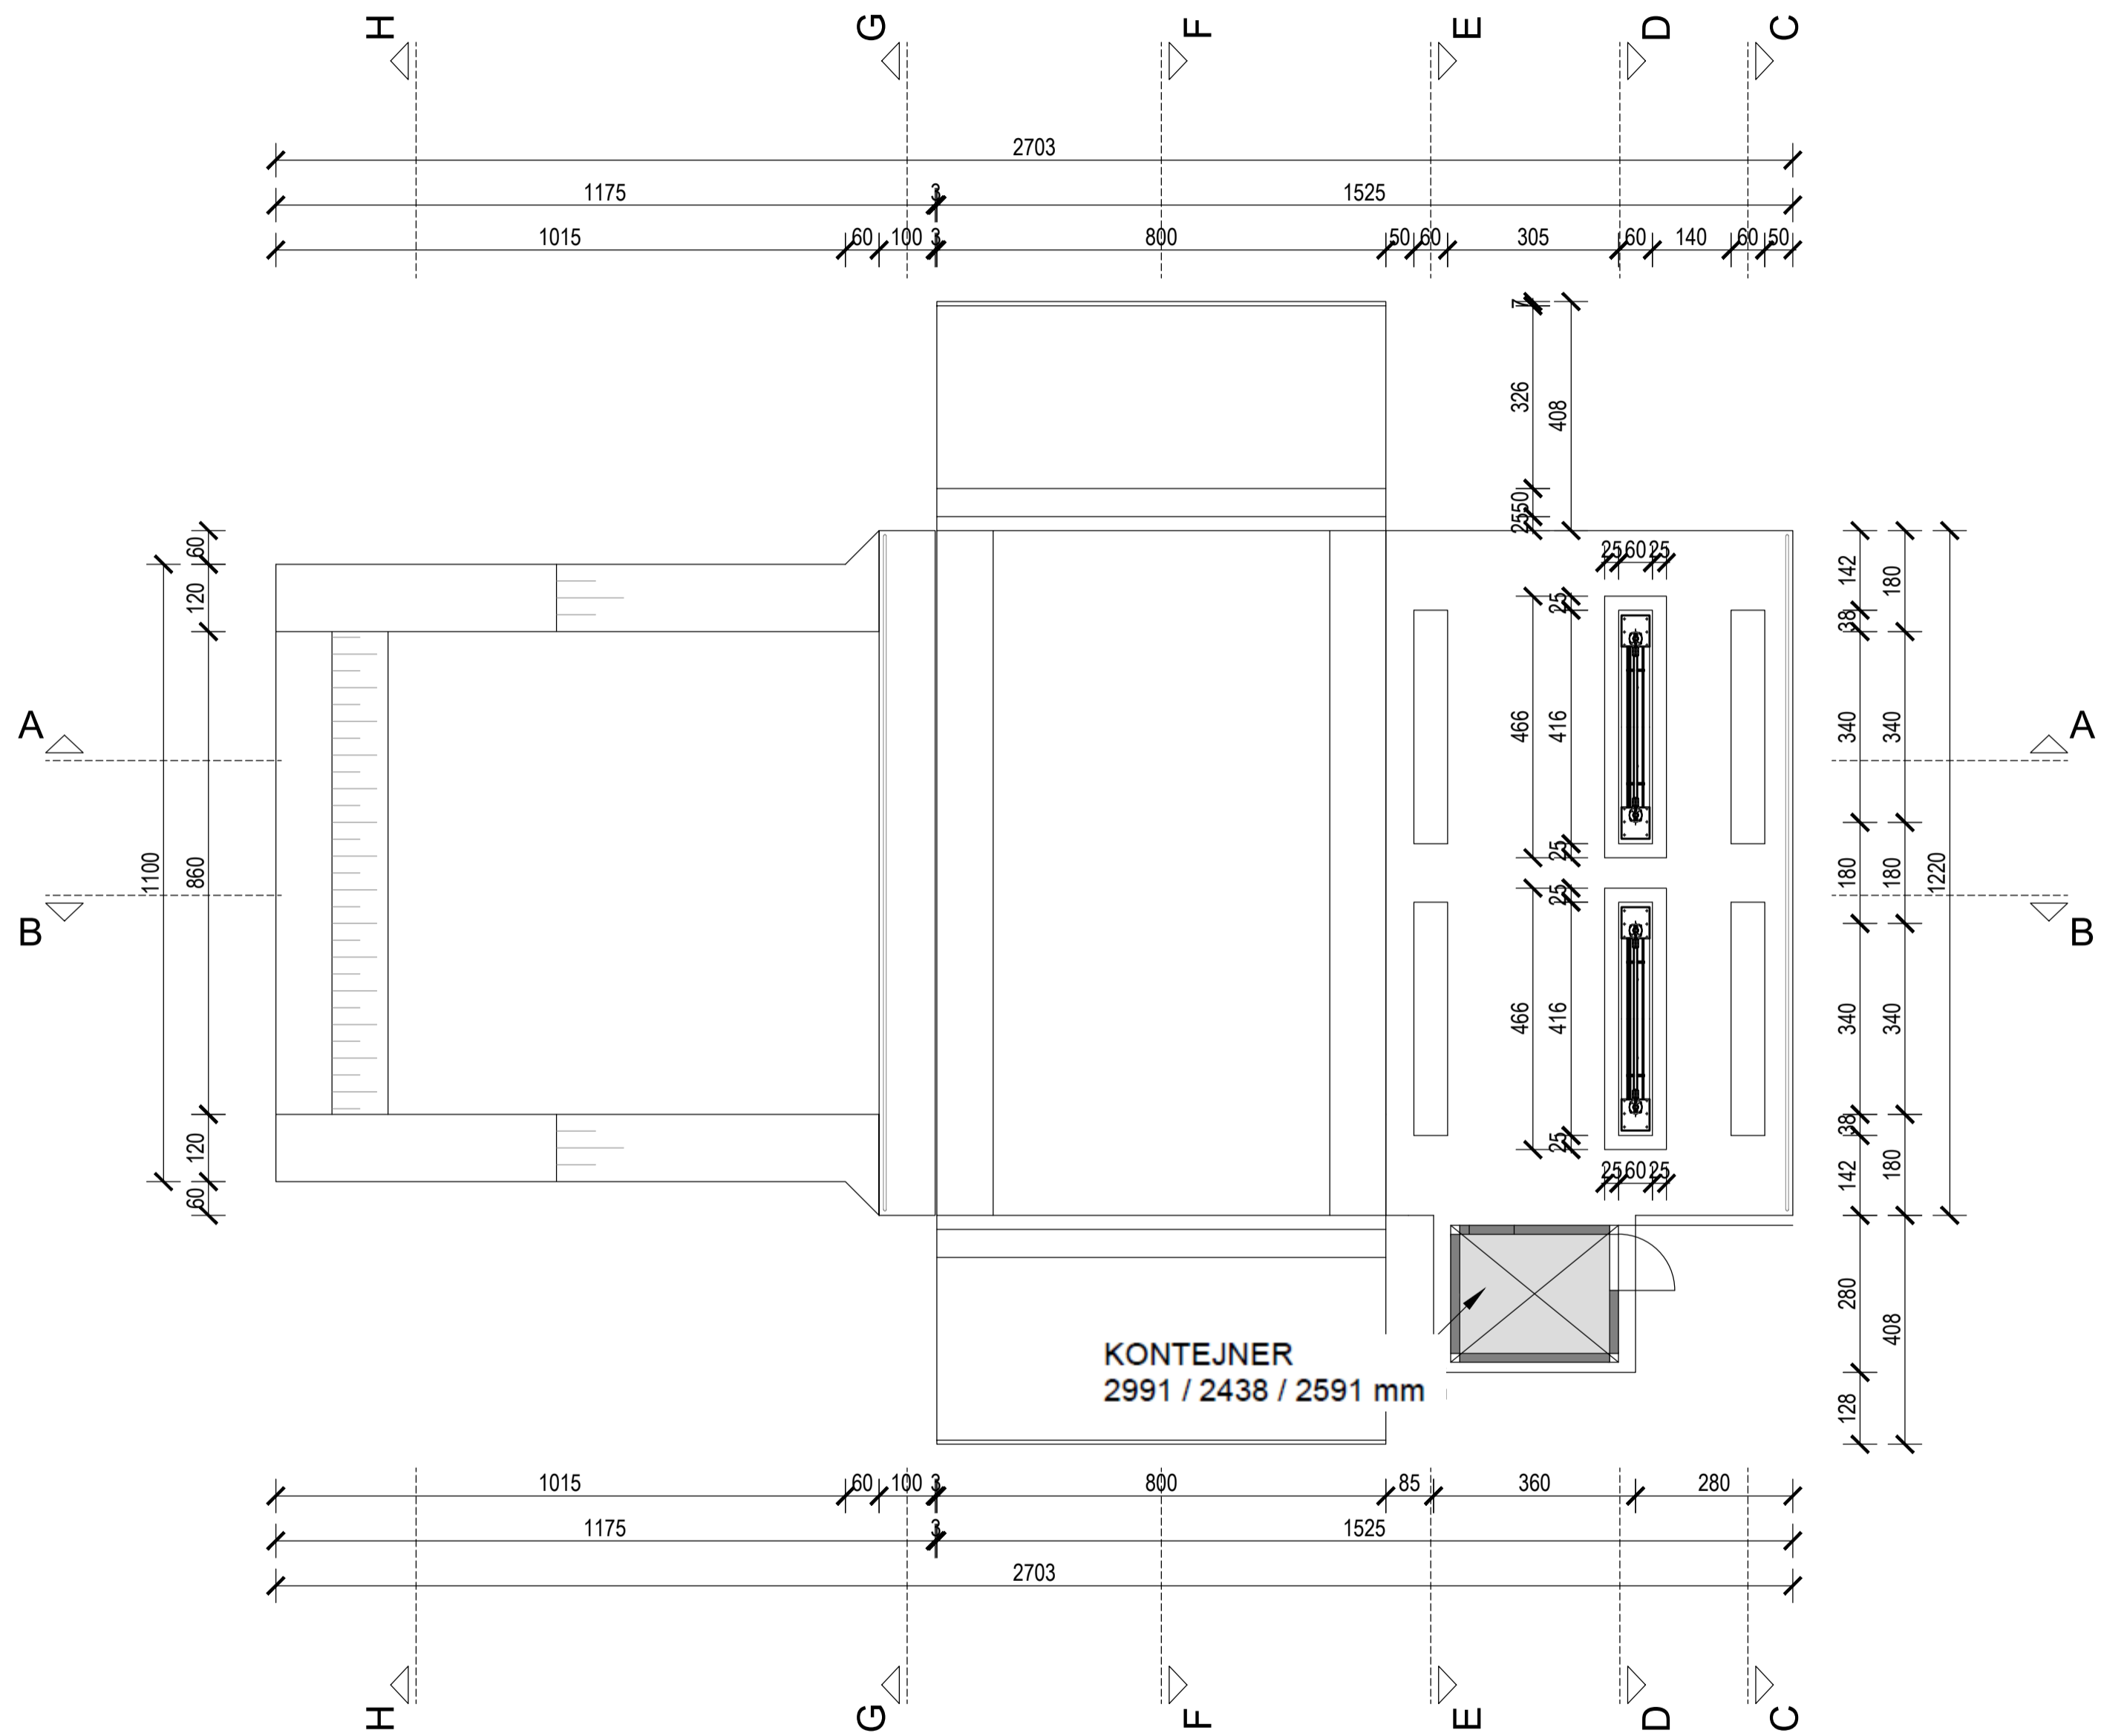 H G F E D C
2703
1175 3 1525
1015 60 100 3 800 50 60 305 60 140 60 50
7
326 408
50
25
60 25 60 25 142 180
120 25 38
A A
466 416 340 340
1100 860 25 180 180 1220
B 25 B
466 416 340 340
120 25 38
60 25 60 25 142 180
280 408
KONTEJNER
2991 / 2438 / 2591 mm
128
1015 60 100 3 800 85 360 280
1175 3 1525
2703
H G F E D C